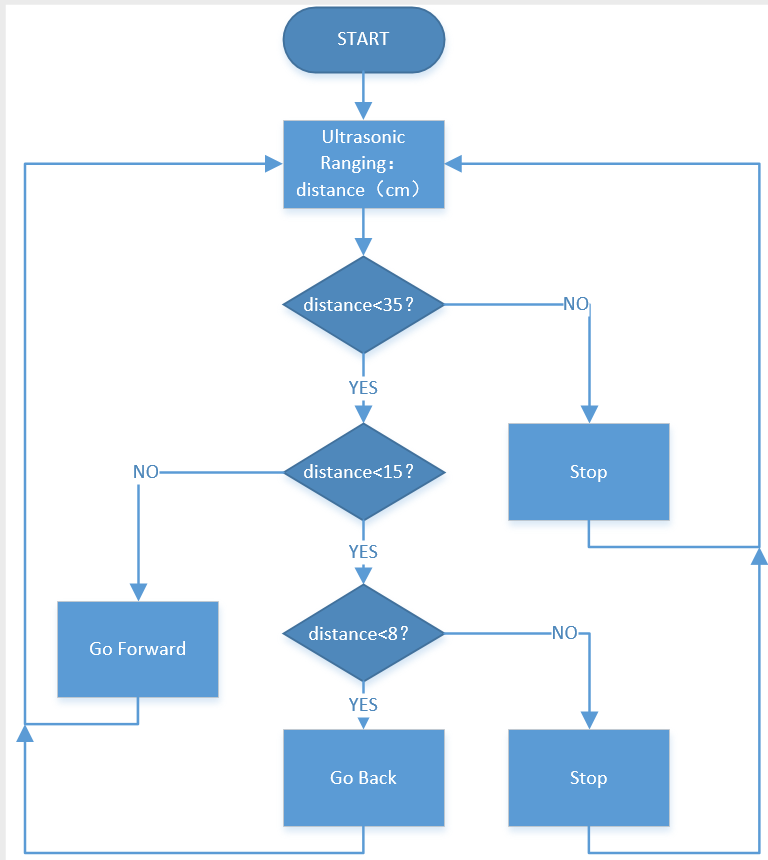 START
Ultrasonic
Ranging：
distance（cm）
distance<35?
NO
YES
distance<15?
NO
Stop
YES
distance<8?
NO
Go Forward
YES
Go Back
Stop